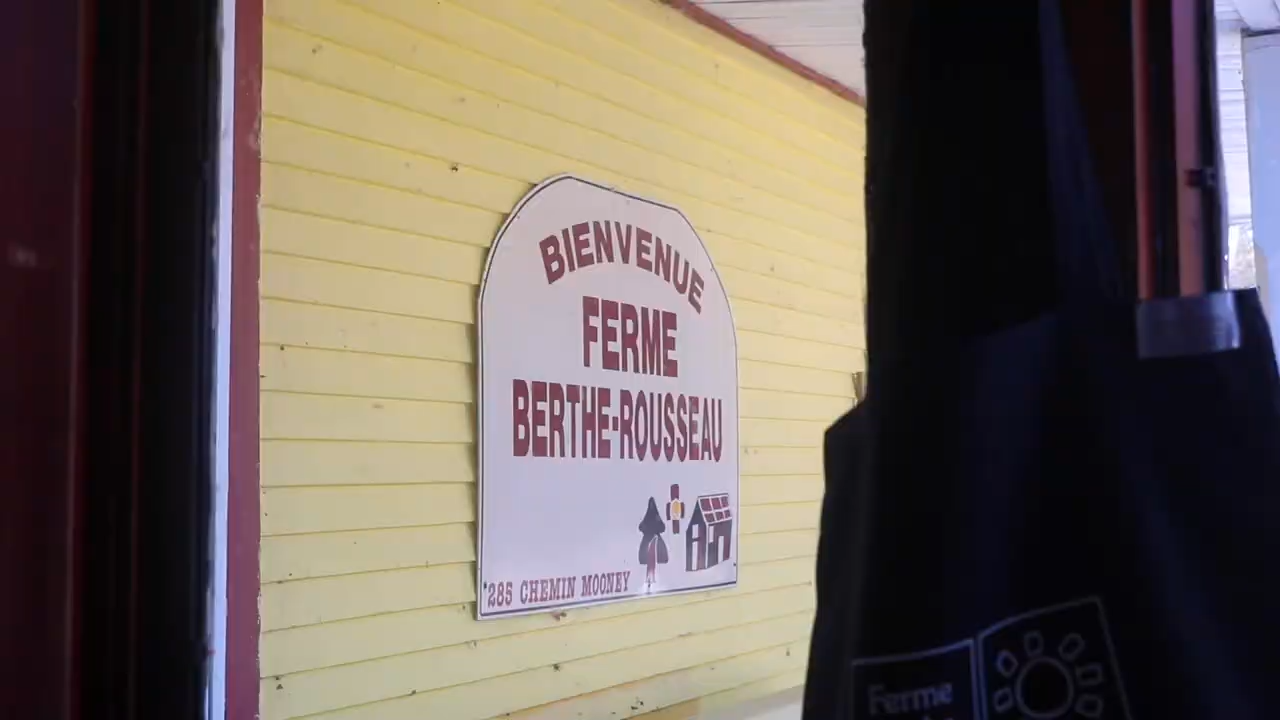 BIENVENUE
FERME
BERTHE-ROUSSEAU
285 CHEMIN MOONEY
Ferme